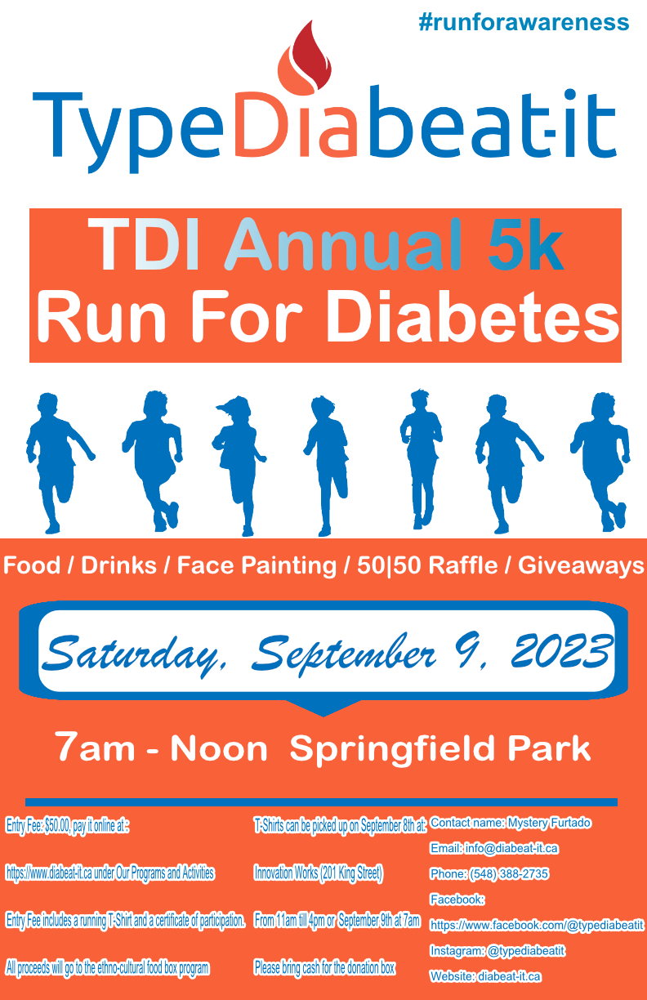 #runforawareness
TypeDiabeat-it
TDI Annual 5k
Run For Diabetes
Food / Drinks / Face Painting / 50|50 Raffle / Giveaways
Saturday, September 9, 2023
7am - Noon Springfield Park
Entry Fee: $50.00, pay it online at :
https://www.diabeat-it.ca under Our Programs and Activities
Entry Fee includes a running T-Shirt and a certificate of participation.
All proceeds will go to the ethno-cultural food box program
T-Shirts can be picked up on September 8th at:
Innovation Works (201 King Street)
From 11am till 4pm or September 9th at 7am
Please bring cash for the donation box
Contact name: Mystery Furtado
Email: info@diabeat-it.ca
Phone: (548) 388-2735
Facebook:
https://www.facebook.com/@typediabeatit
Instagram: @typediabeatit
Website: diabeat-it.ca